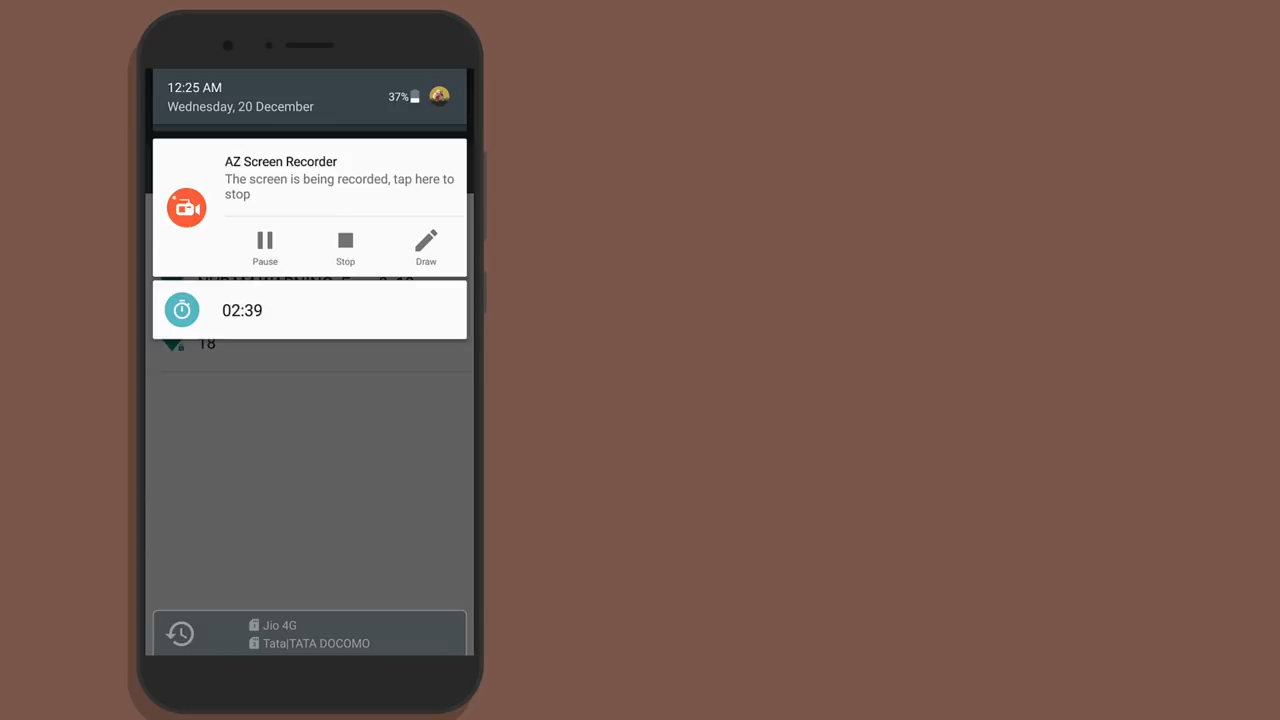 12:25 AM
Wednesday, 20 December
37%
AZ Screen Recorder
The screen is being recorded, tap here to
stop
Pause
Stop
Draw
02:39
18
Jio 4G
Tata|TATA DOCOMO